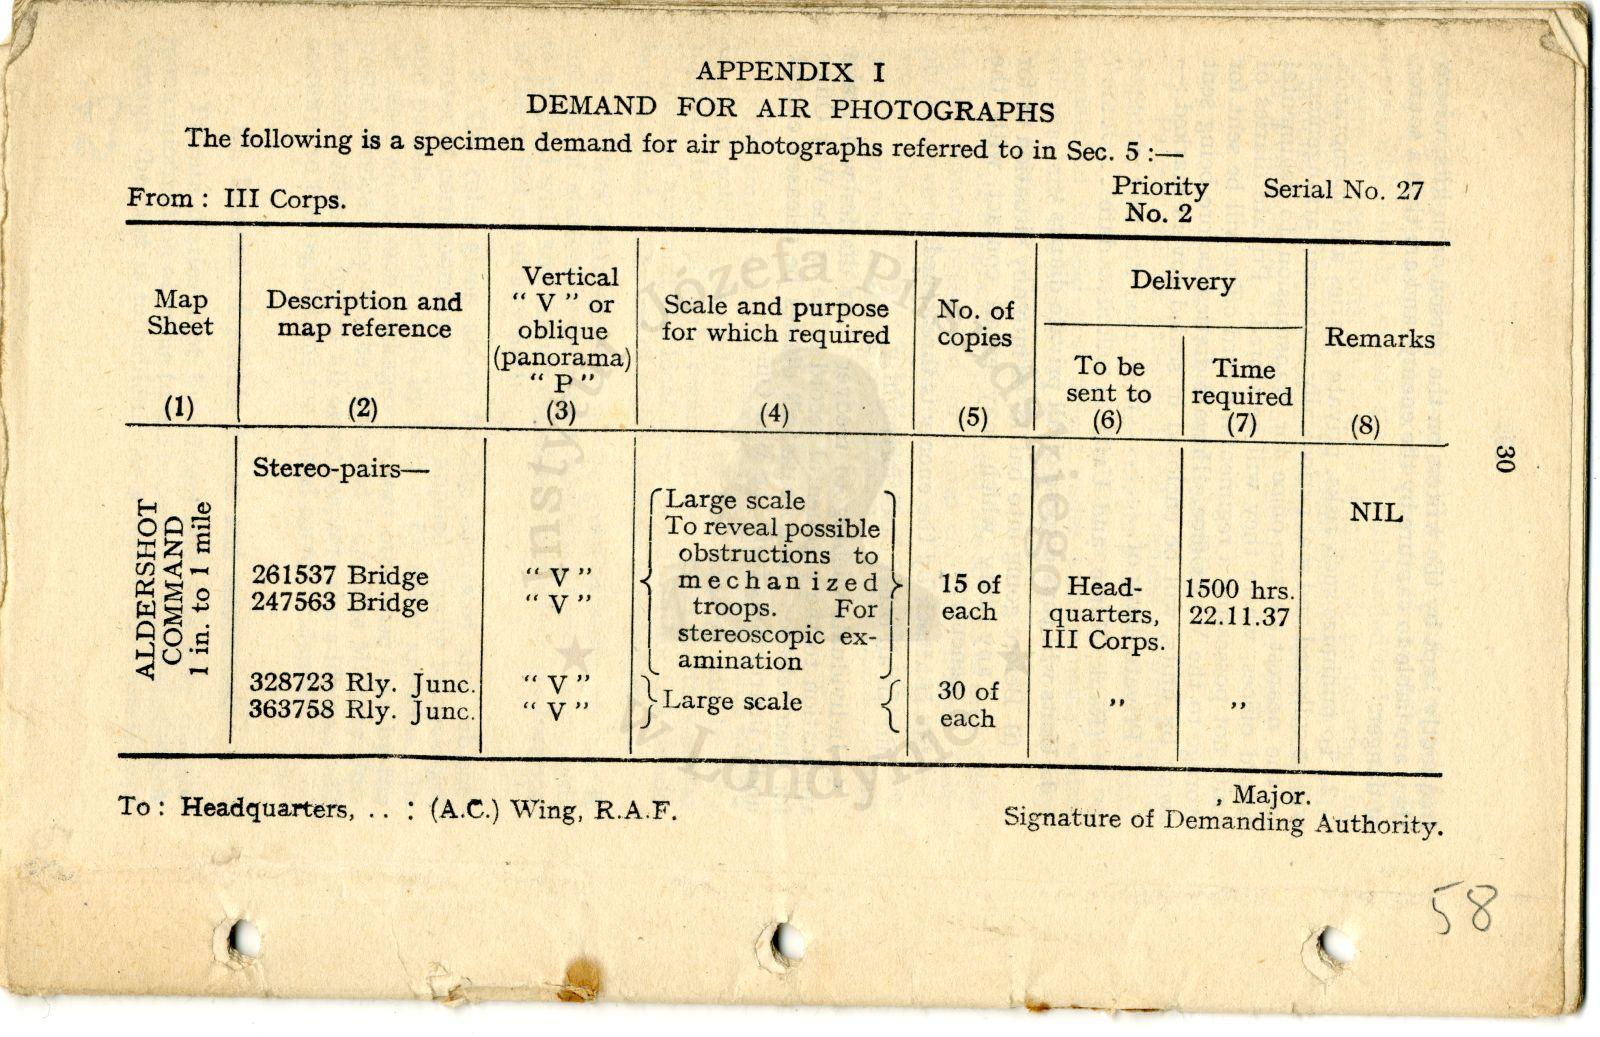 APPENDIX I
DEMAND FOR AIR PHOTOGRAPHS
The following is a specimen demand for air photographs referred to in Sec. 5 :—
From : III Corps.
Priority No. 2
Serial No. 27
Map Sheet
(1)
Description and map reference
(2)
Vertical
“ V ” or
oblique
(panorama)
“ P ”
(3)
Scale and purpose
for which required
(4)
No. of
copies
(5)
Delivery
To be
sent to
(6)
Time
required
(7)
Remarks
(8)
ALDERSHOT
COMMAND
1 in. to 1 mile
Stereo-pairs—
261537 Bridge
247563 Bridge
“ V ”
“ V ”
Large scale
To reveal possible
obstructions to
mechanized
troops. For
stereoscopic ex-
amination
15 of
each
Head-
quarters,
III Corps.
1500 hrs.
22.11.37
NIL
328723 Rly. Junc.
363758 Rly. Junc.
“ V ”
“ V ”
Large scale
30 of
each
,,
,,
To : Headquarters, .. : (A.C.) Wing, R.A.F.
, Major.
Signature of Demanding Authority.
30
58
Instytut Józefa Piłsudskiego
w Londynie